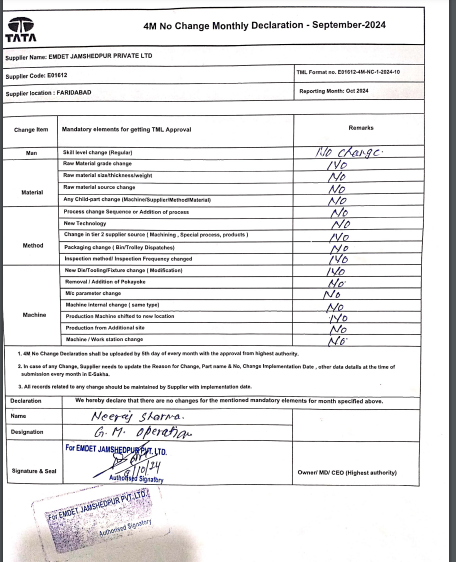 TATA
4M No Change Monthly Declaration - September-2024
Supplier Name: EMDET JAMSHEDPUR PRIVATE LTD
Supplier Code: E01612
TML Format no. E01612-4M-NC-1-2024-10
Supplier location : FARIDABAD
Reporting Month: Oct 2024
Change Item
Mandatory elements for getting TML Approval
Remarks
Man
Skill level change (Regular)
No change.
Material
Raw Material grade change
No
Raw material size/thickness/weight
No
Raw material source change
No
Any Child-part change (Machine/Supplier/Method/Material)
No
Method
Process change Sequence or Addition of process
No
New Technology
No
Change in tier 2 supplier source ( Machining , Special process, products )
No
Packaging change ( Bin/Trolley Dispatches)
No
Inspection method/ Inspection Frequency changed
No
Machine
New Die/Tooling/Fixture change ( Modification)
No
Removal / Addition of Pokayoke
No
M/c parameter change
No
Machine internal change ( same type)
No
Production Machine shifted to new location
No
Production from Additional site
No
Machine / Work station change
No
1. 4M No Change Declaration shall be uploaded by 5th day of every month with the approval from highest authority.
2. In case of any Change, Supplier needs to update the Reason for Change, Part name & No, Change Implementation Date , other data details at the time of
submission every month in E-Sakha.
3. All records related to any change should be maintained by Supplier with implementation date.
Declaration
We hereby declare that there are no changes for the mentioned mandatory elements for month specified above.
Name
Neeraj Sharma.
Designation
G.M. operation
Signature & Seal
For EMDET JAMSHEDPUR PVT. LTD.
9/10/24
Authorised Signatory
Owner/ MD/ CEO (Highest authority)
For EMDET JAMSHEDPUR PVT. LTD.
Authorised Signatory